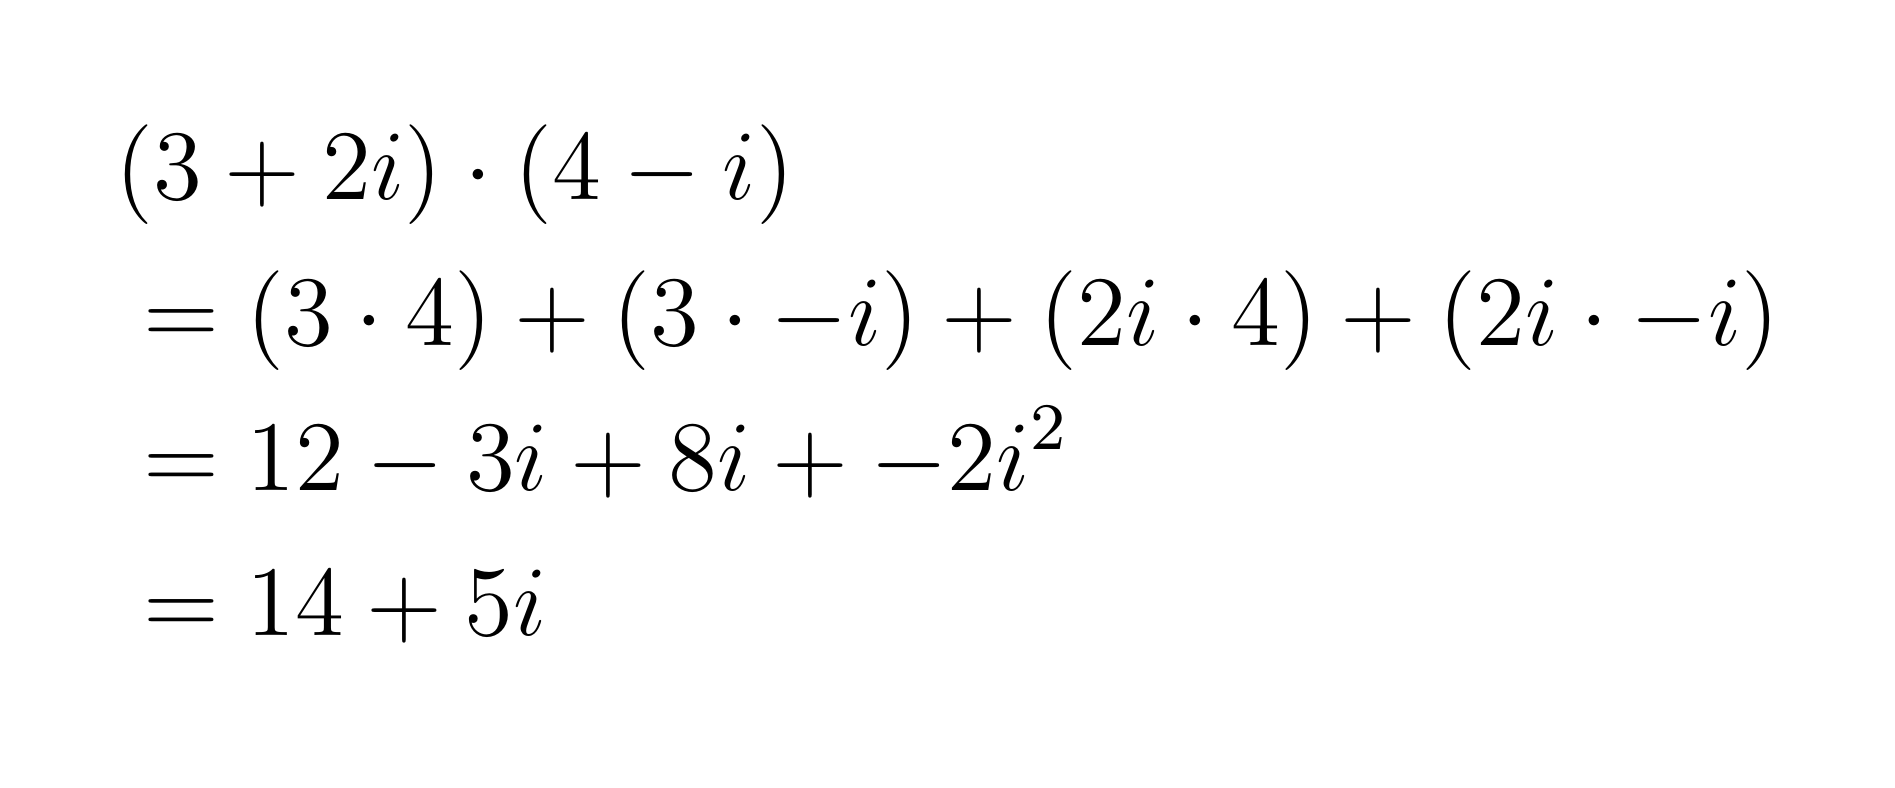 (3 + 2i) · (4 − i)
= (3 · 4) + (3 · −i) + (2i · 4) + (2i · −i)
= 12 − 3i + 8i + −2i²
= 14 + 5i